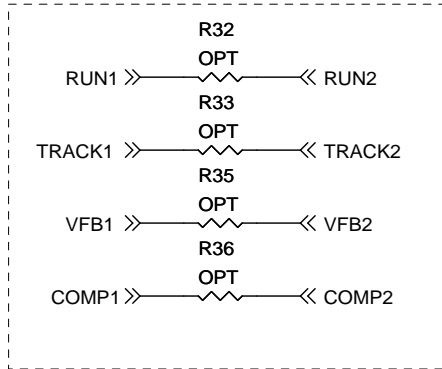 R32
OPT
RUN1 RUN2
R33
OPT
TRACK1 TRACK2
R35
OPT
VFB1 VFB2
R36
OPT
COMP1 COMP2